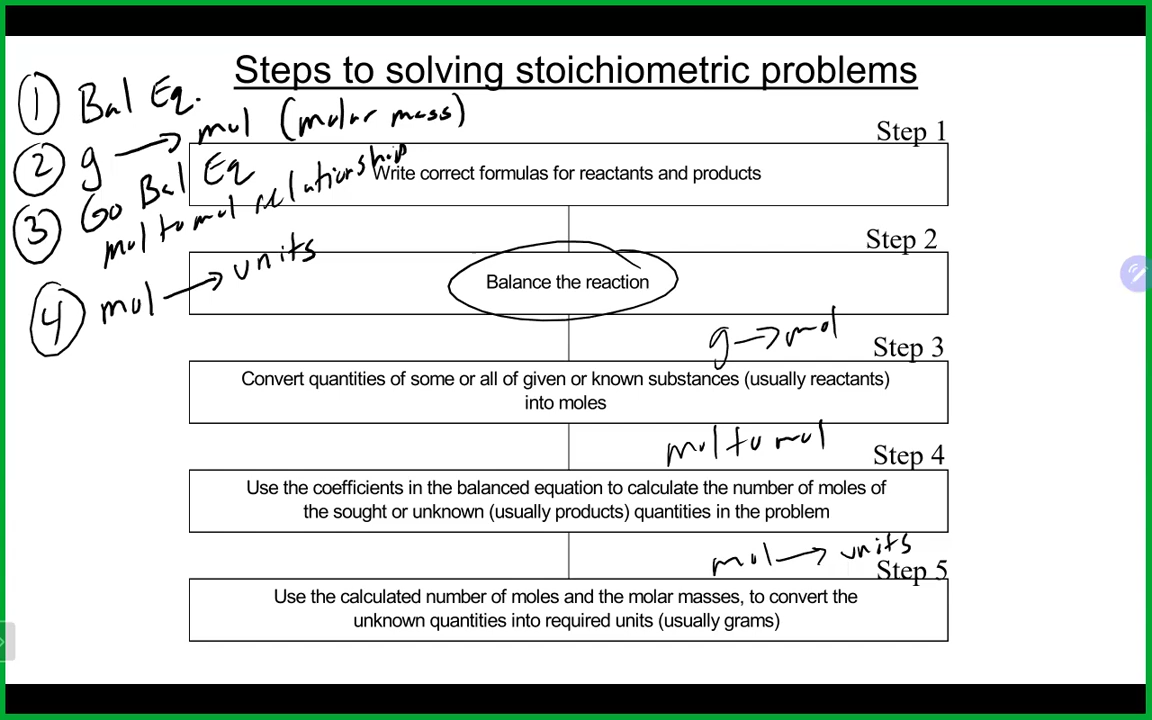 Steps to solving stoichiometric problems
① Bal Eq.
② g → mol (molar mass)
③ Go Bal Eq
mol to mol relationship
④ mol → units
Step 1
Write correct formulas for reactants and products
Step 2
Balance the reaction
g → mol
Step 3
Convert quantities of some or all of given or known substances (usually reactants)
into moles
mol to mol
Step 4
Use the coefficients in the balanced equation to calculate the number of moles of
the sought or unknown (usually products) quantities in the problem
mol → units
Step 5
Use the calculated number of moles and the molar masses, to convert the
unknown quantities into required units (usually grams)